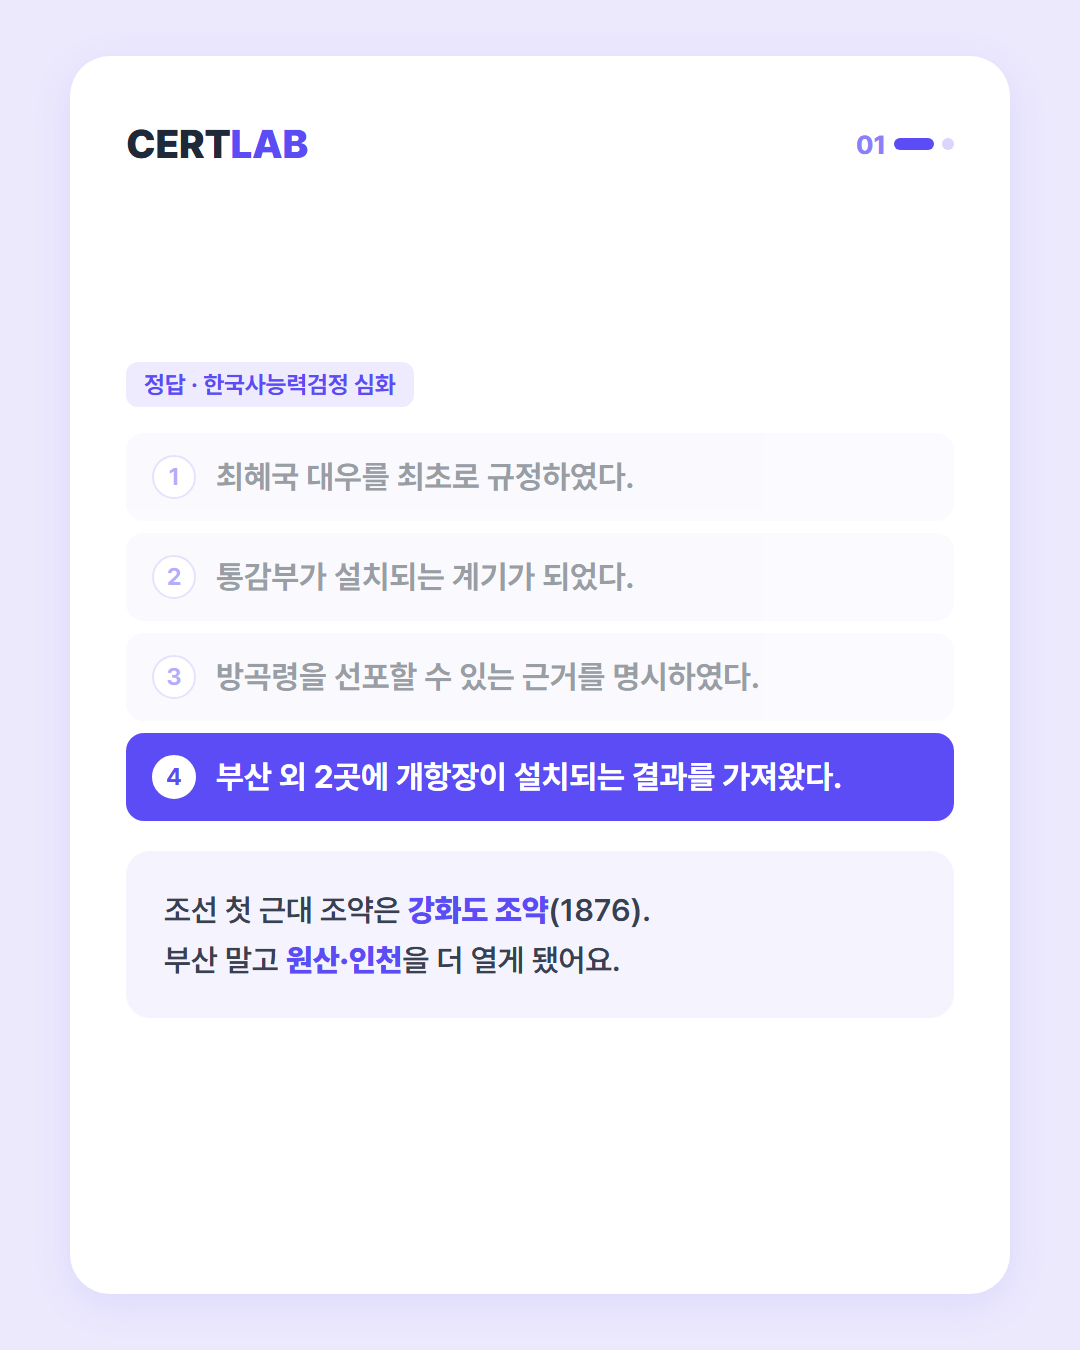 CERTLAB
01
정답 · 한국사능력검정 심화
1 최혜국 대우를 최초로 규정하였다.
2 통감부가 설치되는 계기가 되었다.
3 방곡령을 선포할 수 있는 근거를 명시하였다.
4 부산 외 2곳에 개항장이 설치되는 결과를 가져왔다.
조선 첫 근대 조약은 강화도 조약(1876).
부산 말고 원산·인천을 더 열게 됐어요.